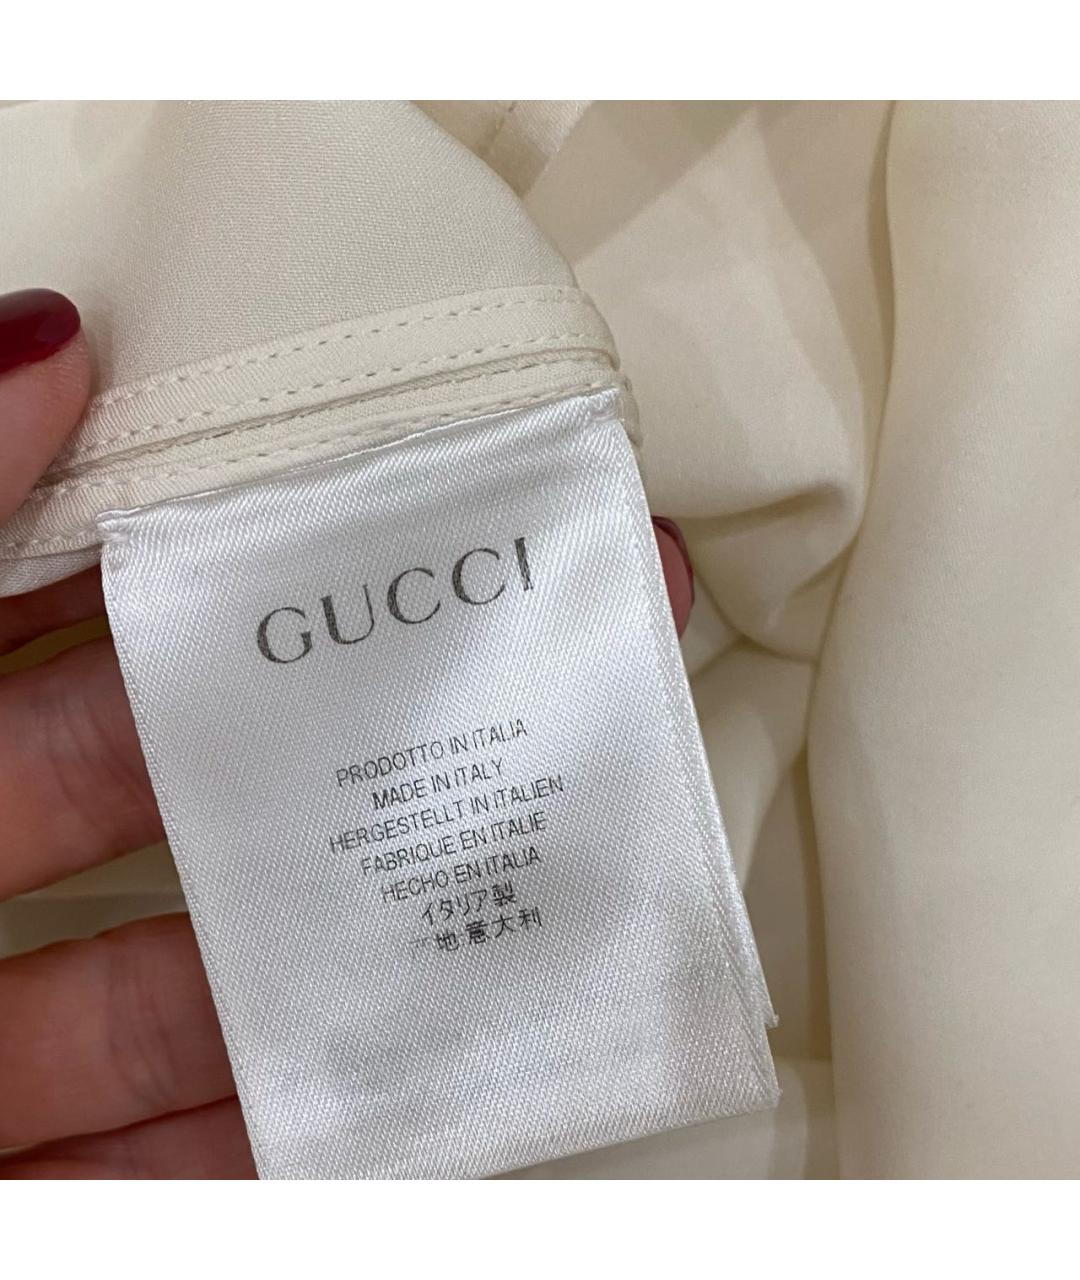 GUCCI
PRODOTTO IN ITALIA
MADE IN ITALY
HERGESTELLT IN ITALIEN
FABRIQUE EN ITALIE
HECHO EN ITALIA
イタリア製
地 意大利